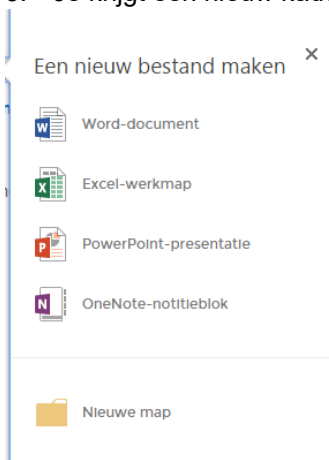 Een nieuw bestand maken
Word-document
Excel-werkmap
PowerPoint-presentatie
OneNote-notitieblok
Nieuwe map